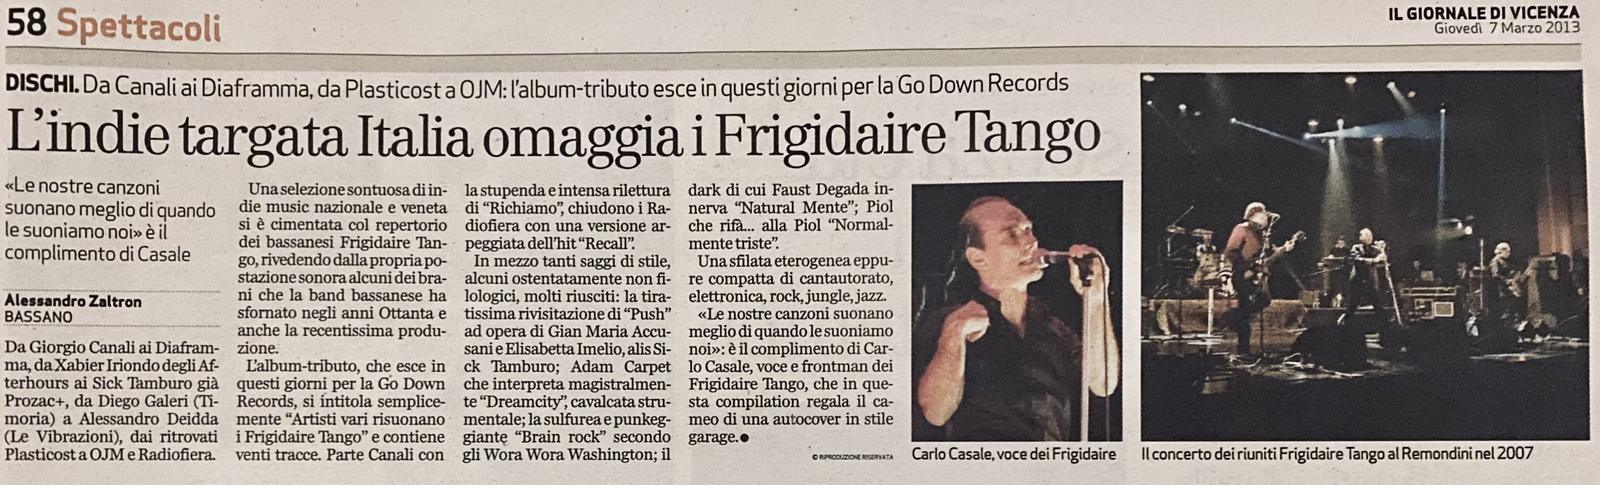 58 Spettacoli
IL GIORNALE DI VICENZA
Giovedì 7 Marzo 2013
DISCHI. Da Canali ai Diaframma, da Plasticost a OJM: l'album-tributo esce in questi giorni per la Go Down Records
L'indie targata Italia omaggia i Frigidaire Tango
«Le nostre canzoni
suonano meglio di quando
le suoniamo noi» è il
complimento di Casale
Alessandro Zaltron
BASSANO
Da Giorgio Canali ai Diafram-
ma, da Xabier Iriondo degli Af-
terhours ai Sick Tamburo già
Prozac+, da Diego Galeri (Ti-
moria) a Alessandro Deidda
(Le Vibrazioni), dai ritrovati
Plasticost a OJM e Radiofiera.
Una selezione sontuosa di in-
die music nazionale e veneta
si è cimentata col repertorio
dei bassanesi Frigidaire Tan-
go, rivedendo dalla propria po-
stazione sonora alcuni dei bra-
ni che la band bassanese ha
sfornato negli anni Ottanta e
anche la recentissima produ-
zione.
L'album-tributo, che esce in
questi giorni per la Go Down
Records, si intitola semplice-
mente “Artisti vari risuonano
i Frigidaire Tango” e contiene
venti tracce. Parte Canali con
la stupenda e intensa rilettura
di “Richiamo”, chiudono i Ra-
diofiera con una versione ar-
peggiata dell'hit “Recall”.
In mezzo tanti saggi di stile,
alcuni ostentatamente non fi-
lologici, molti riusciti: la tira-
tissima rivisitazione di “Push”
ad opera di Gian Maria Accu-
sani e Elisabetta Imelio, alis Si-
ck Tamburo; Adam Carpet
che interpreta magistralmen-
te “Dreamcity”, cavalcata stru-
mentale; la sulfurea e punkeg-
giante “Brain rock” secondo
gli Wora Wora Washington; il
dark di cui Faust Degada in-
nerva “Natural Mente”; Piol
che rifà... alla Piol “Normal-
mente triste”.
Una sfilata eterogenea eppu-
re compatta di cantautorato,
elettronica, rock, jungle, jazz.
«Le nostre canzoni suonano
meglio di quando le suoniamo
noi»: è il complimento di Car-
lo Casale, voce e frontman dei
Frigidaire Tango, che in que-
sta compilation regala il ca-
meo di una autocover in stile
garage.●
© RIPRODUZIONE RISERVATA
Carlo Casale, voce dei Frigidaire
Il concerto dei riuniti Frigidaire Tango al Remondini nel 2007